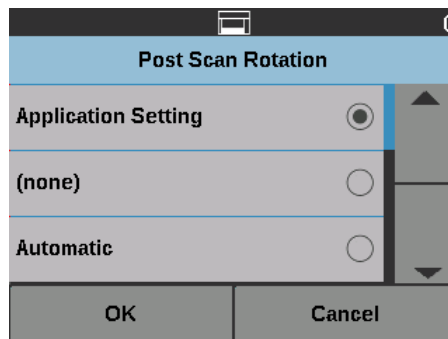 Post Scan Rotation
Application Setting
(none)
Automatic
OK
Cancel